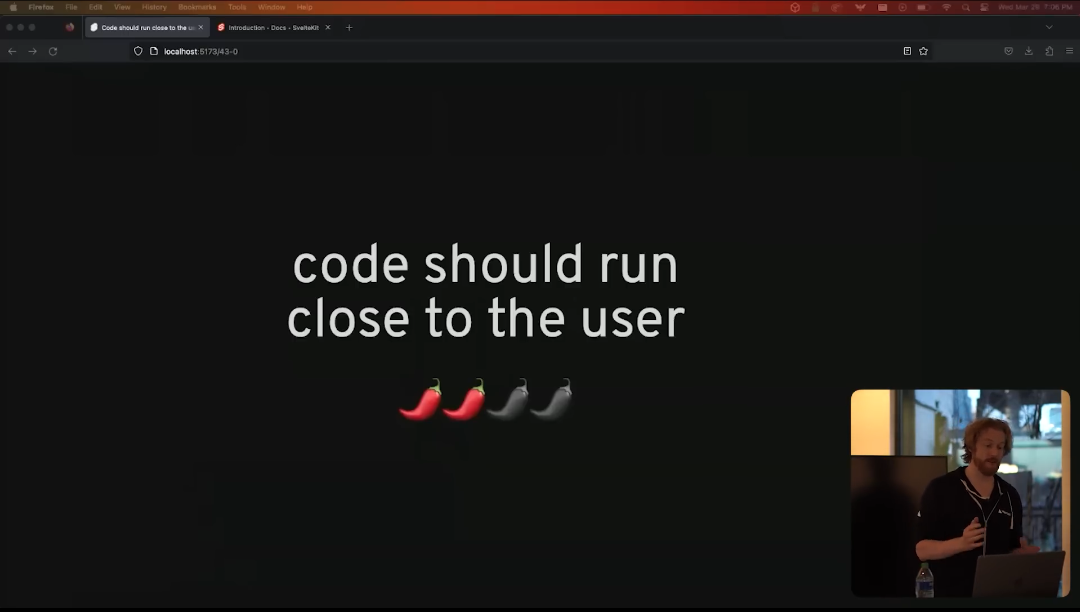 Firefox File Edit View History Bookmarks Tools Window Help
Code should run close to the us
Introduction - Docs - SvelteKit
localhost:5173/43-0
code should run
close to the user